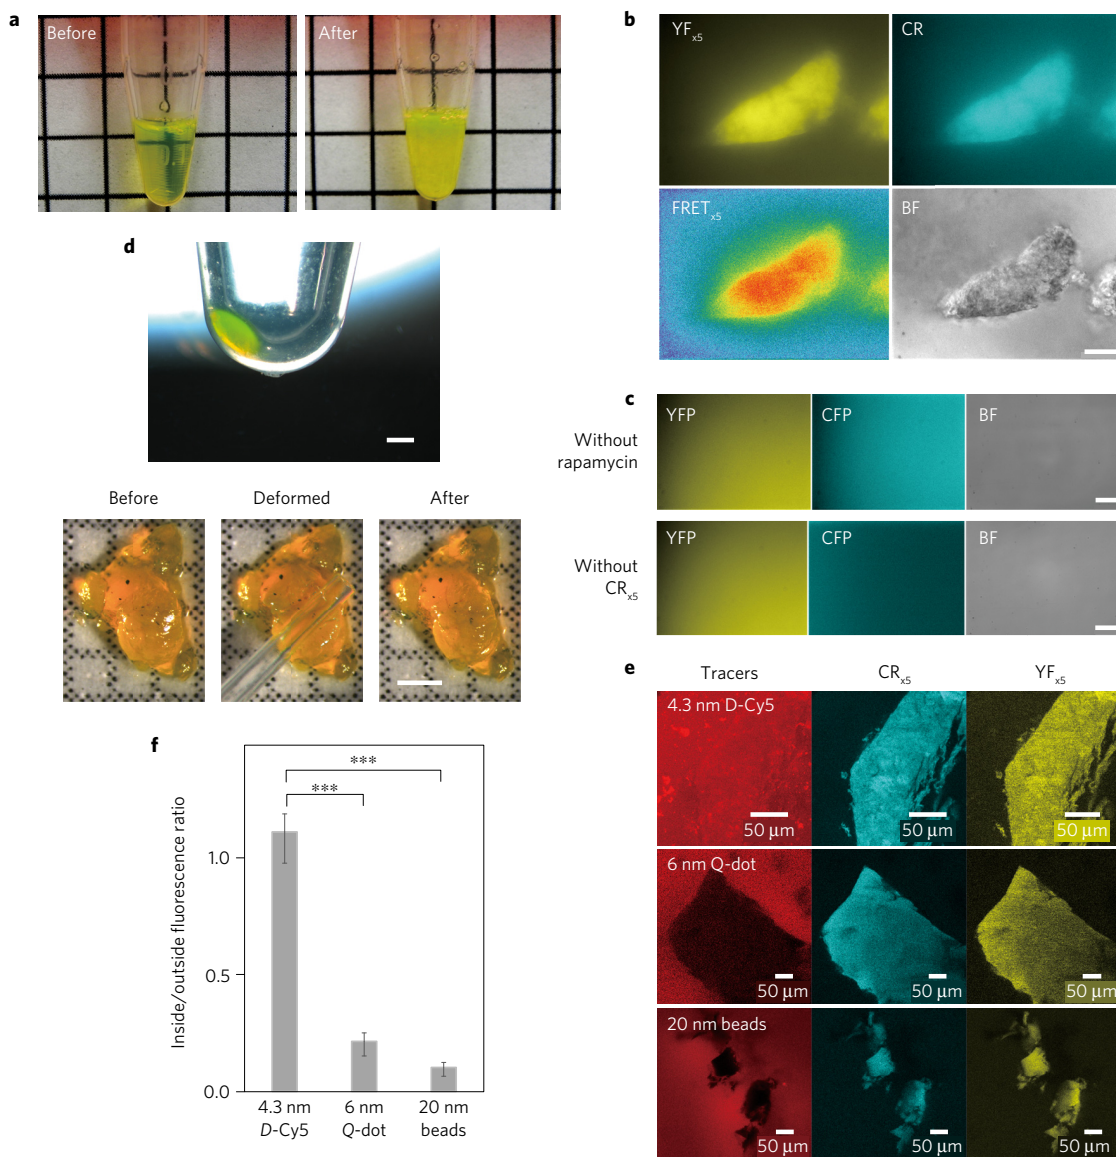 a
Before
After
b
YFx5
CR
FRETx5
BF
d
c
Without
rapamycin
YFP
CFP
BF
Without
CRx5
YFP
CFP
BF
Before
Deformed
After
e
Tracers
CRx5
YFx5
4.3 nm D-Cy5
50 μm
50 μm
50 μm
6 nm Q-dot
50 μm
50 μm
50 μm
20 nm beads
50 μm
50 μm
50 μm
f
Inside/outside fluorescence ratio
1.0
0.5
0.0
***
***
4.3 nm
D-Cy5
6 nm
Q-dot
20 nm
beads